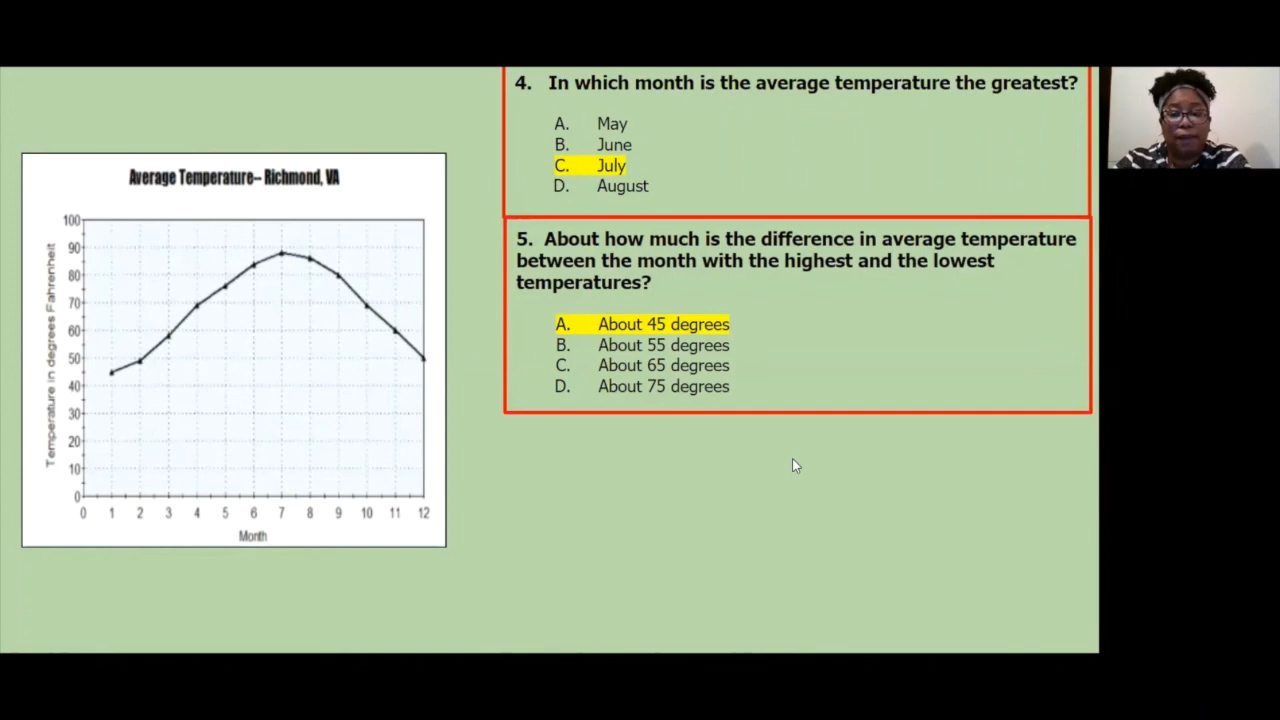 4. In which month is the average temperature the greatest?
A. May
B. June
C. July
D. August
Average Temperature-- Richmond, VA
100
90
80
70
60
50
40
30
20
10
0
Temperature in degrees Fahrenheit
0 1 2 3 4 5 6 7 8 9 10 11 12
Month
5. About how much is the difference in average temperature
between the month with the highest and the lowest
temperatures?
A. About 45 degrees
B. About 55 degrees
C. About 65 degrees
D. About 75 degrees